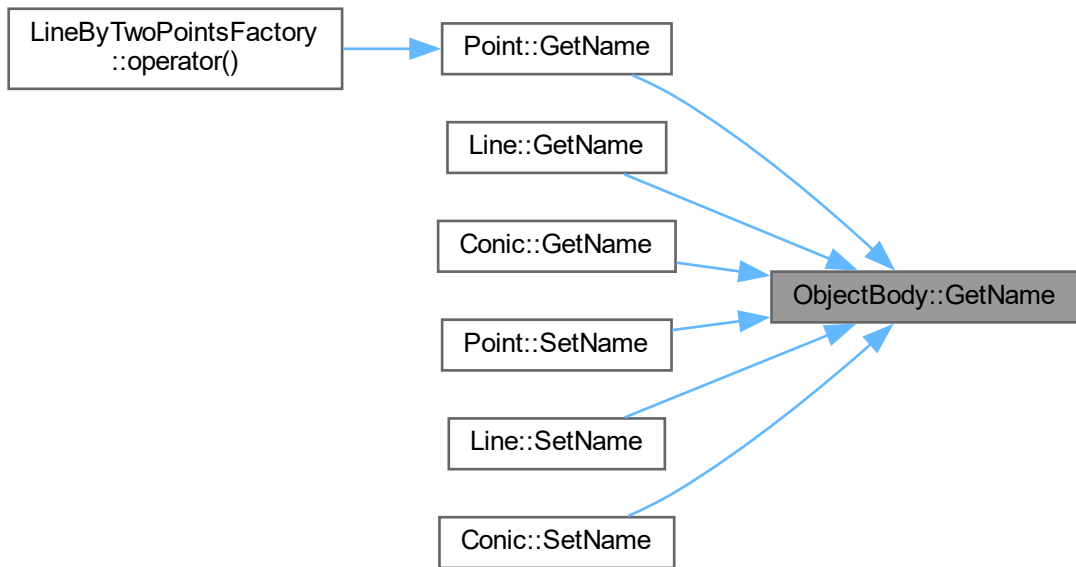 LineByTwoPointsFactory
::operator()
Point::GetName
Line::GetName
Conic::GetName
Point::SetName
Line::SetName
Conic::SetName
ObjectBody::GetName